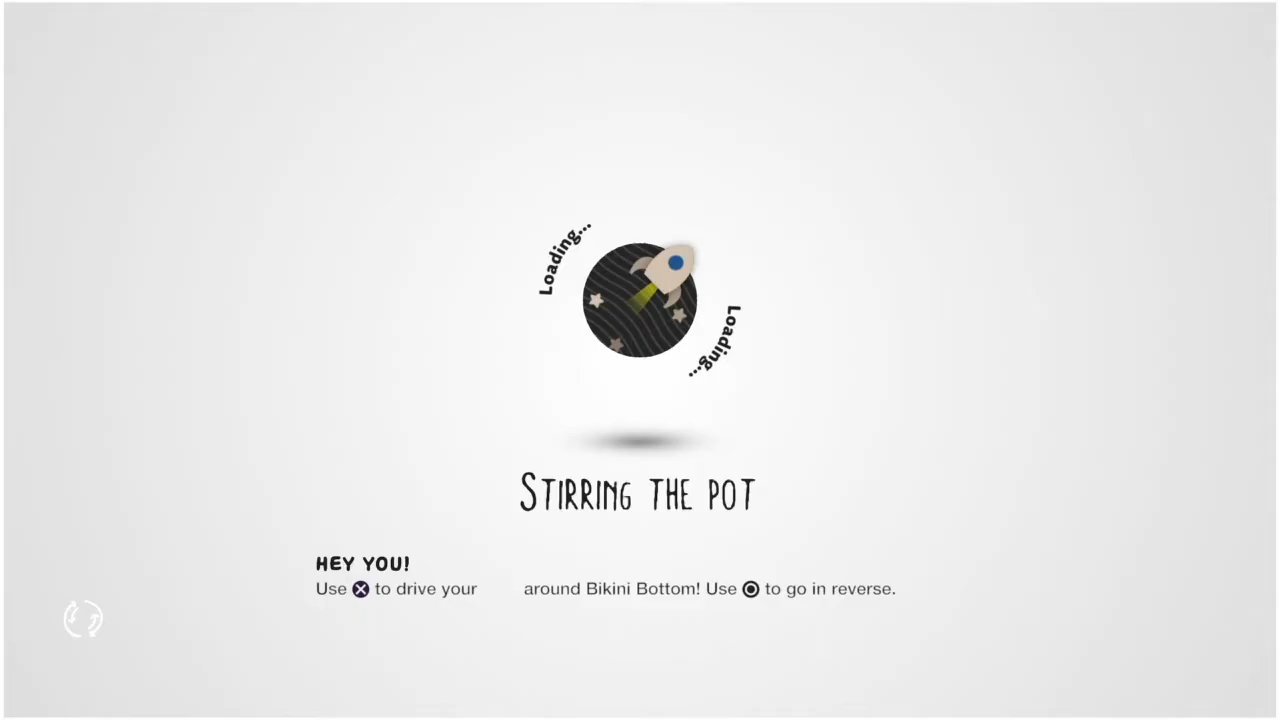 Loading...
Loading...
STIRRING THE POT
HEY YOU!
Use to drive your around Bikini Bottom! Use to go in reverse.